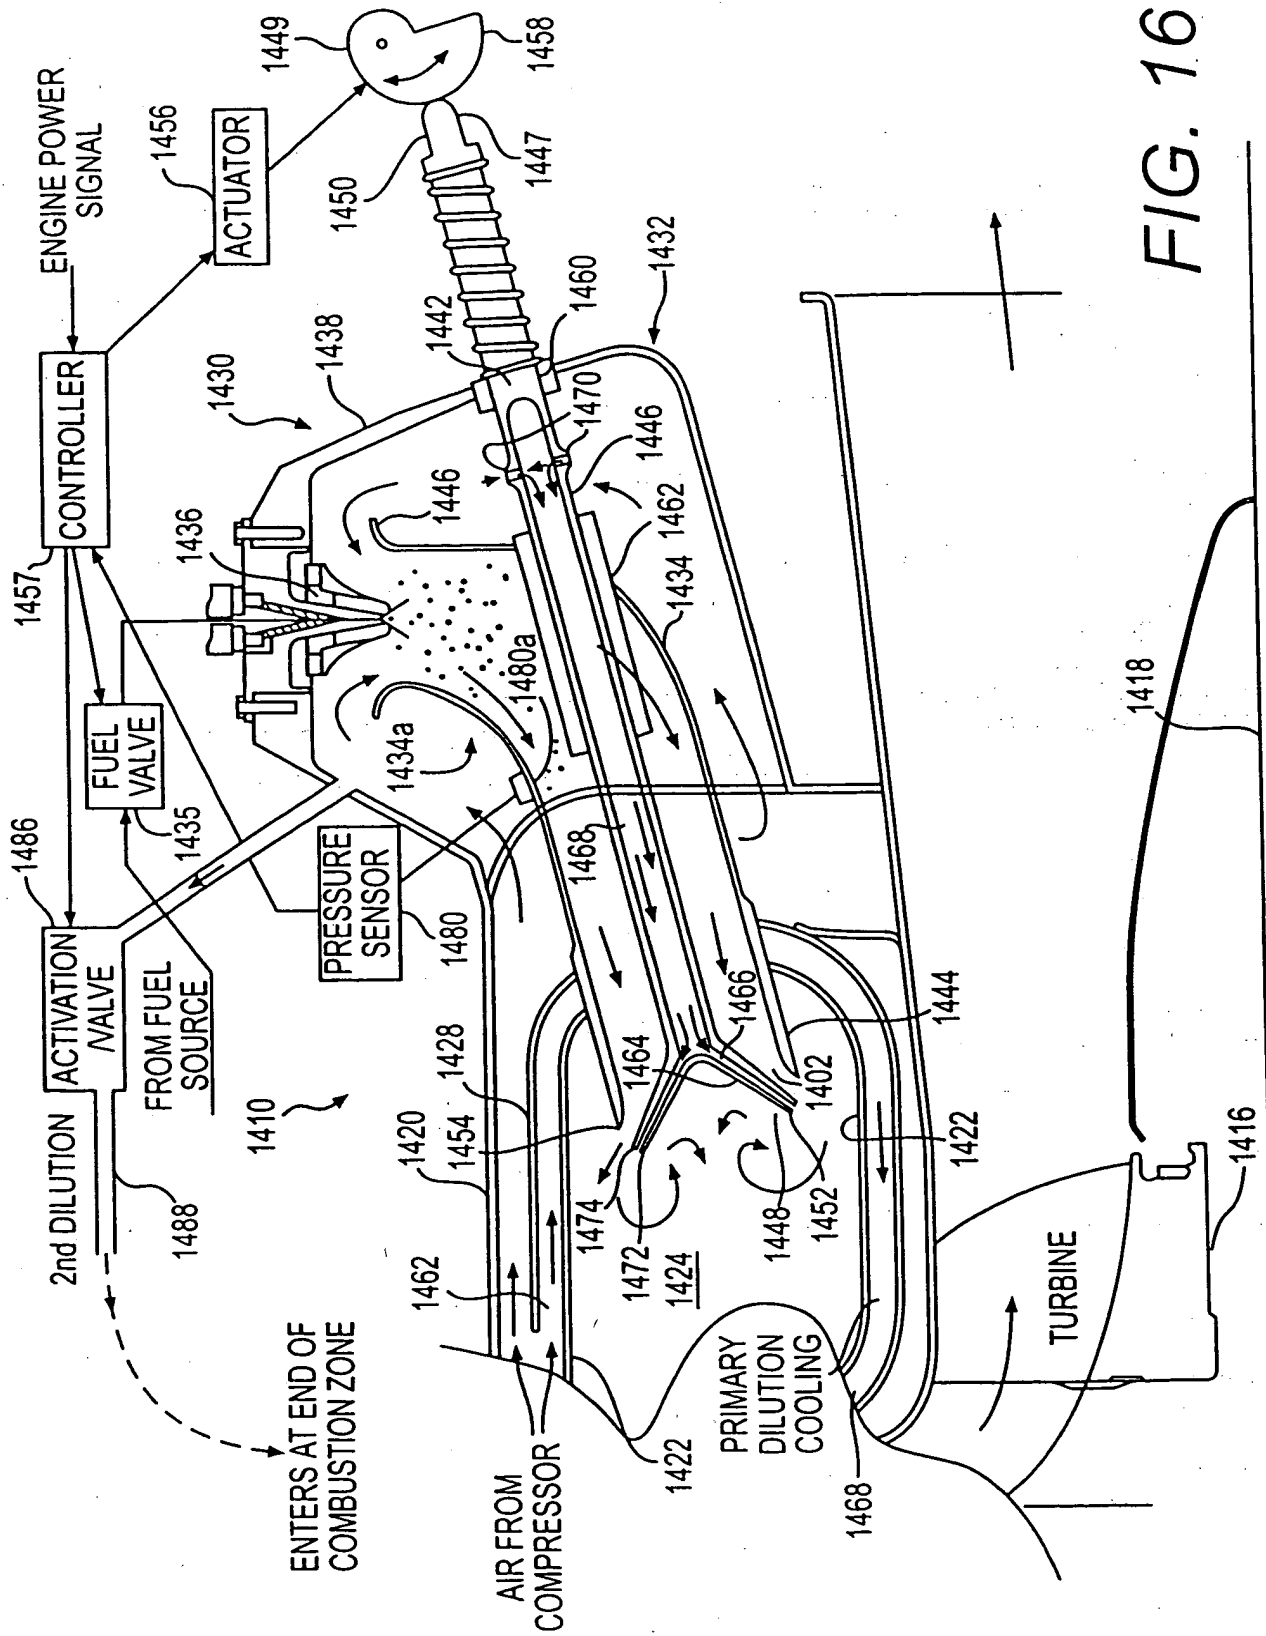 ENGINE POWER
SIGNAL
1456
1449
1458
ACTUATOR
1450
1447
CONTROLLER
1457
1430
1438
1442
1460
1432
1436
1446
1470
1446
1462
1434
FUEL
VALVE
1435
1486
ACTIVATION
VALVE
FROM FUEL
SOURCE
PRESSURE
SENSOR
1480
1434a
1480a
1468
2nd DILUTION
1488
1410
1420
1428
1454
1464
1466
1444
1402
1474
1472
1424
1448
1452
1422
1462
ENTERS AT END OF
COMBUSTION ZONE
AIR FROM
COMPRESSOR
1422
PRIMARY
DILUTION
COOLING
1468
TURBINE
1416
1418
FIG. 16